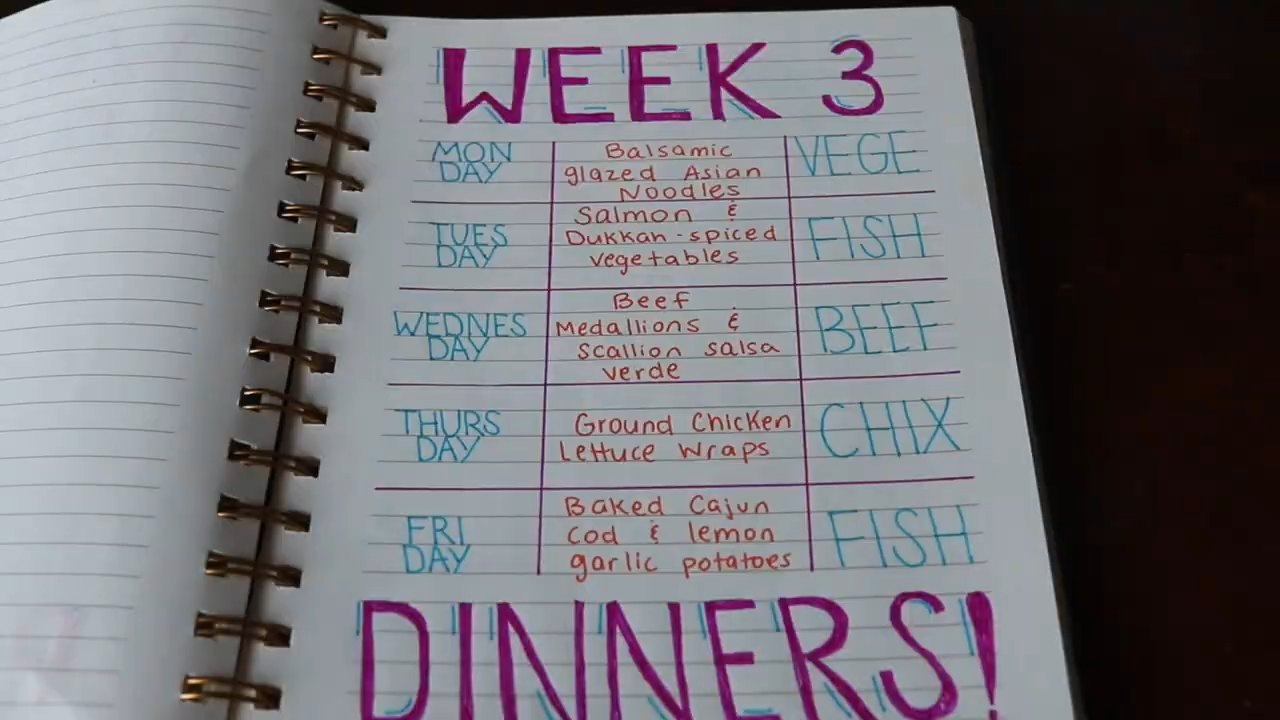 WEEK 3
MON
DAY
Balsamic
glazed Asian
Noodles
VEGE
TUES
DAY
Salmon &
Dukkah-spiced
vegetables
FISH
WEDNES
DAY
Beef
Medallions &
scallion salsa
verde
BEEF
THURS
DAY
Ground Chicken
Lettuce Wraps
CHIX
FRI
DAY
Baked Cajun
Cod & lemon
garlic potatoes
FISH
DINNERS!